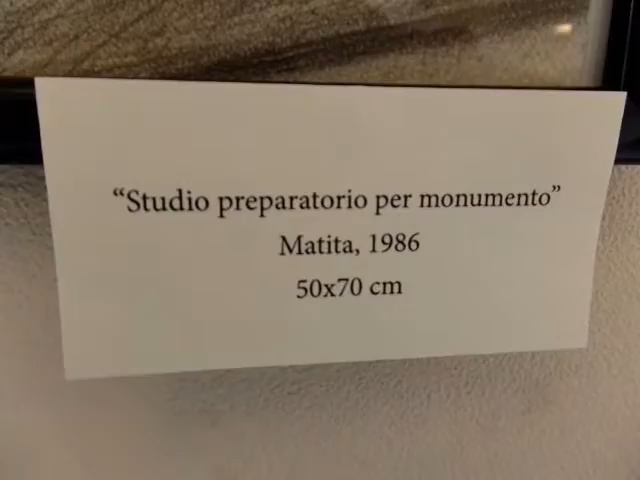 “Studio preparatorio per monumento”
Matita, 1986
50x70 cm